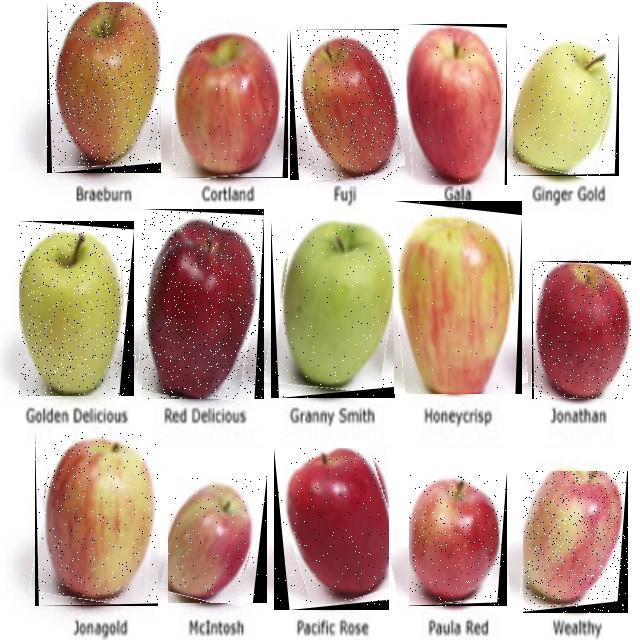 Braeburn Cortland Fuji Gala Ginger Gold
Golden Delicious Red Delicious Granny Smith Honeycrisp Jonathan
Jonagold McIntosh Pacific Rose Paula Red Wealthy